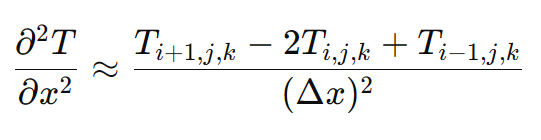 ∂²T/∂x² ≈ (T_{i+1,j,k} − 2T_{i,j,k} + T_{i−1,j,k})/(Δx)²